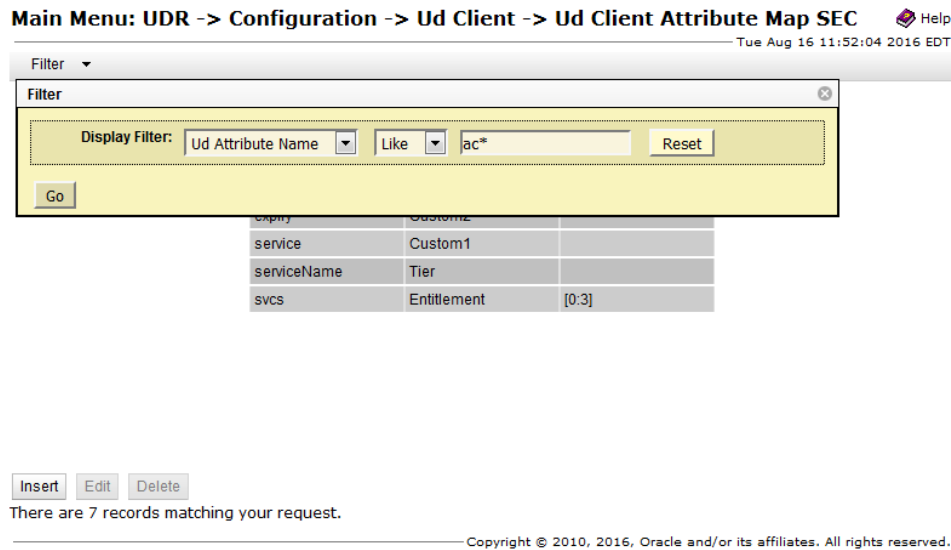 Main Menu: UDR -> Configuration -> Ud Client -> Ud Client Attribute Map SEC Help
Tue Aug 16 11:52:04 2016 EDT
Filter
Filter
Display Filter: Ud Attribute Name Like ac* Reset
Go
expiry Custom2
service Custom1
serviceName Tier
svcs Entitlement [0:3]
Insert Edit Delete
There are 7 records matching your request.
Copyright © 2010, 2016, Oracle and/or its affiliates. All rights reserved.